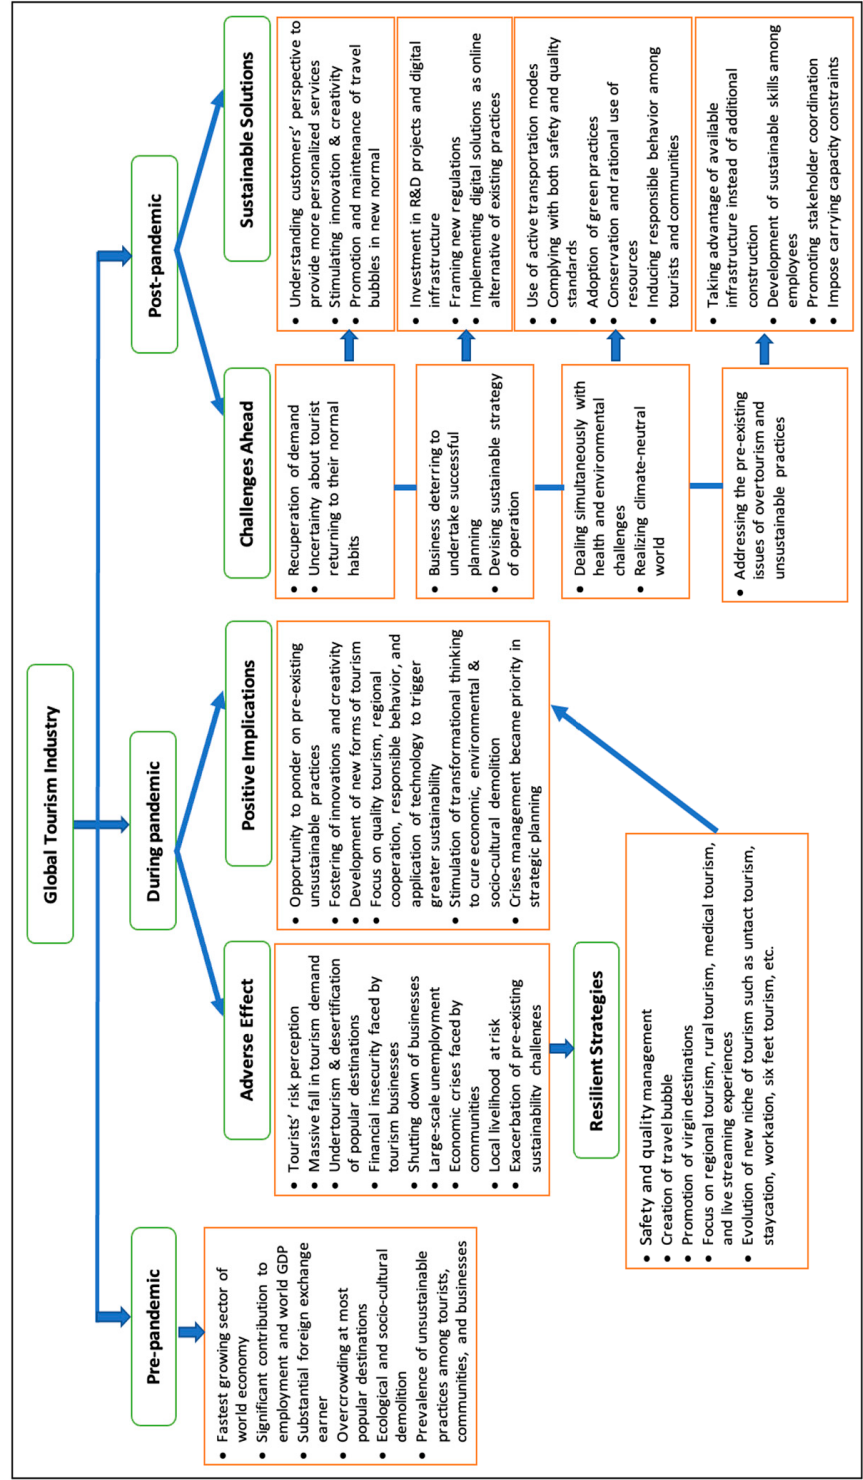 Global Tourism Industry
Pre-pandemic
• Fastest growing sector of
world economy
• Significant contribution to
employment and world GDP
• Substantial foreign exchange
earner
• Overcrowding at most
popular destinations
• Ecological and socio-cultural
demolition
• Prevalence of unsustainable
practices among tourists,
communities, and businesses
During pandemic
Adverse Effect
• Tourists' risk perception
• Massive fall in tourism demand
• Undertourism & desertification
of popular destinations
• Financial insecurity faced by
tourism businesses
• Shutting down of businesses
• Large-scale unemployment
• Economic crises faced by
communities
• Local livelihood at risk
• Exacerbation of pre-existing
sustainability challenges
Resilient Strategies
• Safety and quality management
• Creation of travel bubble
• Promotion of virgin destinations
• Focus on regional tourism, rural tourism, medical tourism,
and live streaming experiences
• Evolution of new niche of tourism such as untact tourism,
staycation, workation, six feet tourism, etc.
Positive Implications
• Opportunity to ponder on pre-existing
unsustainable practices
• Fostering of innovations and creativity
• Development of new forms of tourism
• Focus on quality tourism, regional
cooperation, responsible behavior, and
application of technology to trigger
greater sustainability
• Stimulation of transformational thinking
to cure economic, environmental &
socio-cultural demolition
• Crises management became priority in
strategic planning
Post-pandemic
Challenges Ahead
• Recuperation of demand
• Uncertainty about tourist
returning to their normal
habits
• Business deterring to
undertake successful
planning
• Devising sustainable strategy
of operation
• Dealing simultaneously with
health and environmental
challenges
• Realizing climate-neutral
world
• Addressing the pre-existing
issues of overtourism and
unsustainable practices
Sustainable Solutions
• Understanding customers' perspective to
provide more personalized services
• Stimulating innovation & creativity
• Promotion and maintenance of travel
bubbles in new normal
• Investment in R&D projects and digital
infrastructure
• Framing new regulations
• Implementing digital solutions as online
alternative of existing practices
• Use of active transportation modes
• Complying with both safety and quality
standards
• Adoption of green practices
• Conservation and rational use of
resources
• Inducing responsible behavior among
tourists and communities
• Taking advantage of available
infrastructure instead of additional
construction
• Development of sustainable skills among
employees
• Promoting stakeholder coordination
• Impose carrying capacity constraints